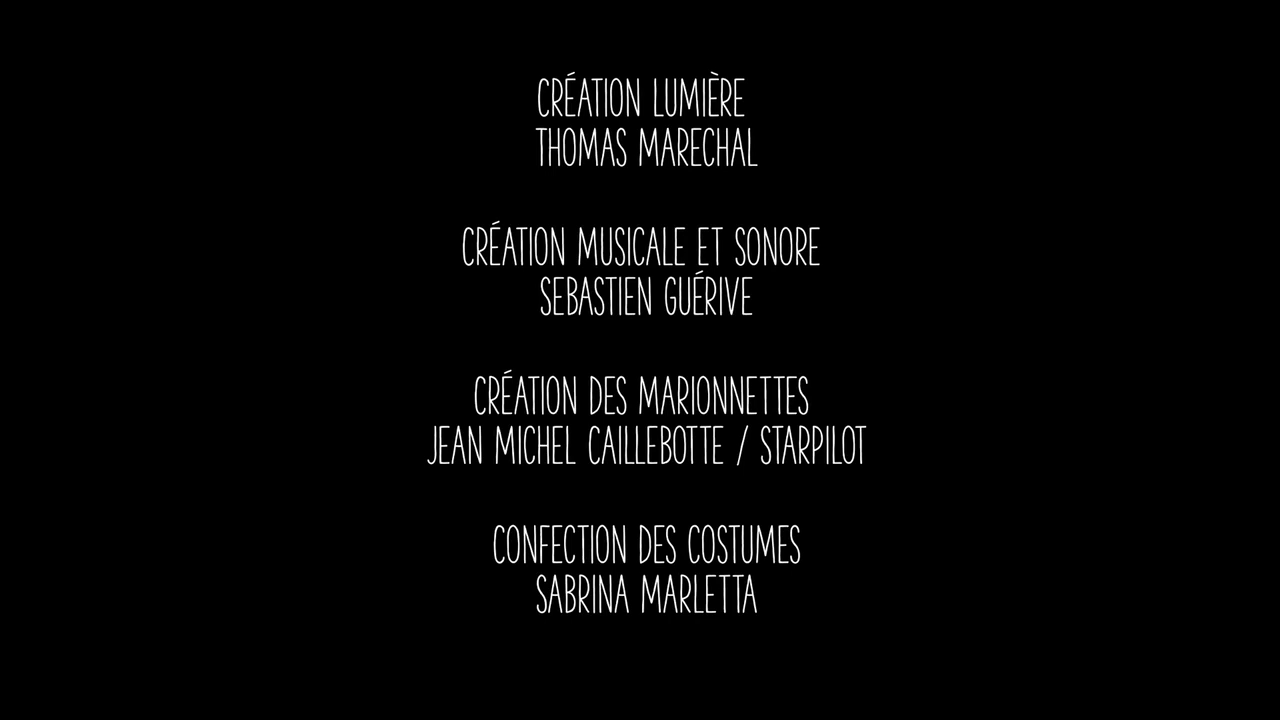 CRÉATION LUMIÈRE
THOMAS MARECHAL
CRÉATION MUSICALE ET SONORE
SEBASTIEN GUÉRIVE
CRÉATION DES MARIONNETTES
JEAN MICHEL CAILLEBOTTE / STARPILOT
CONFECTION DES COSTUMES
SABRINA MARLETTA